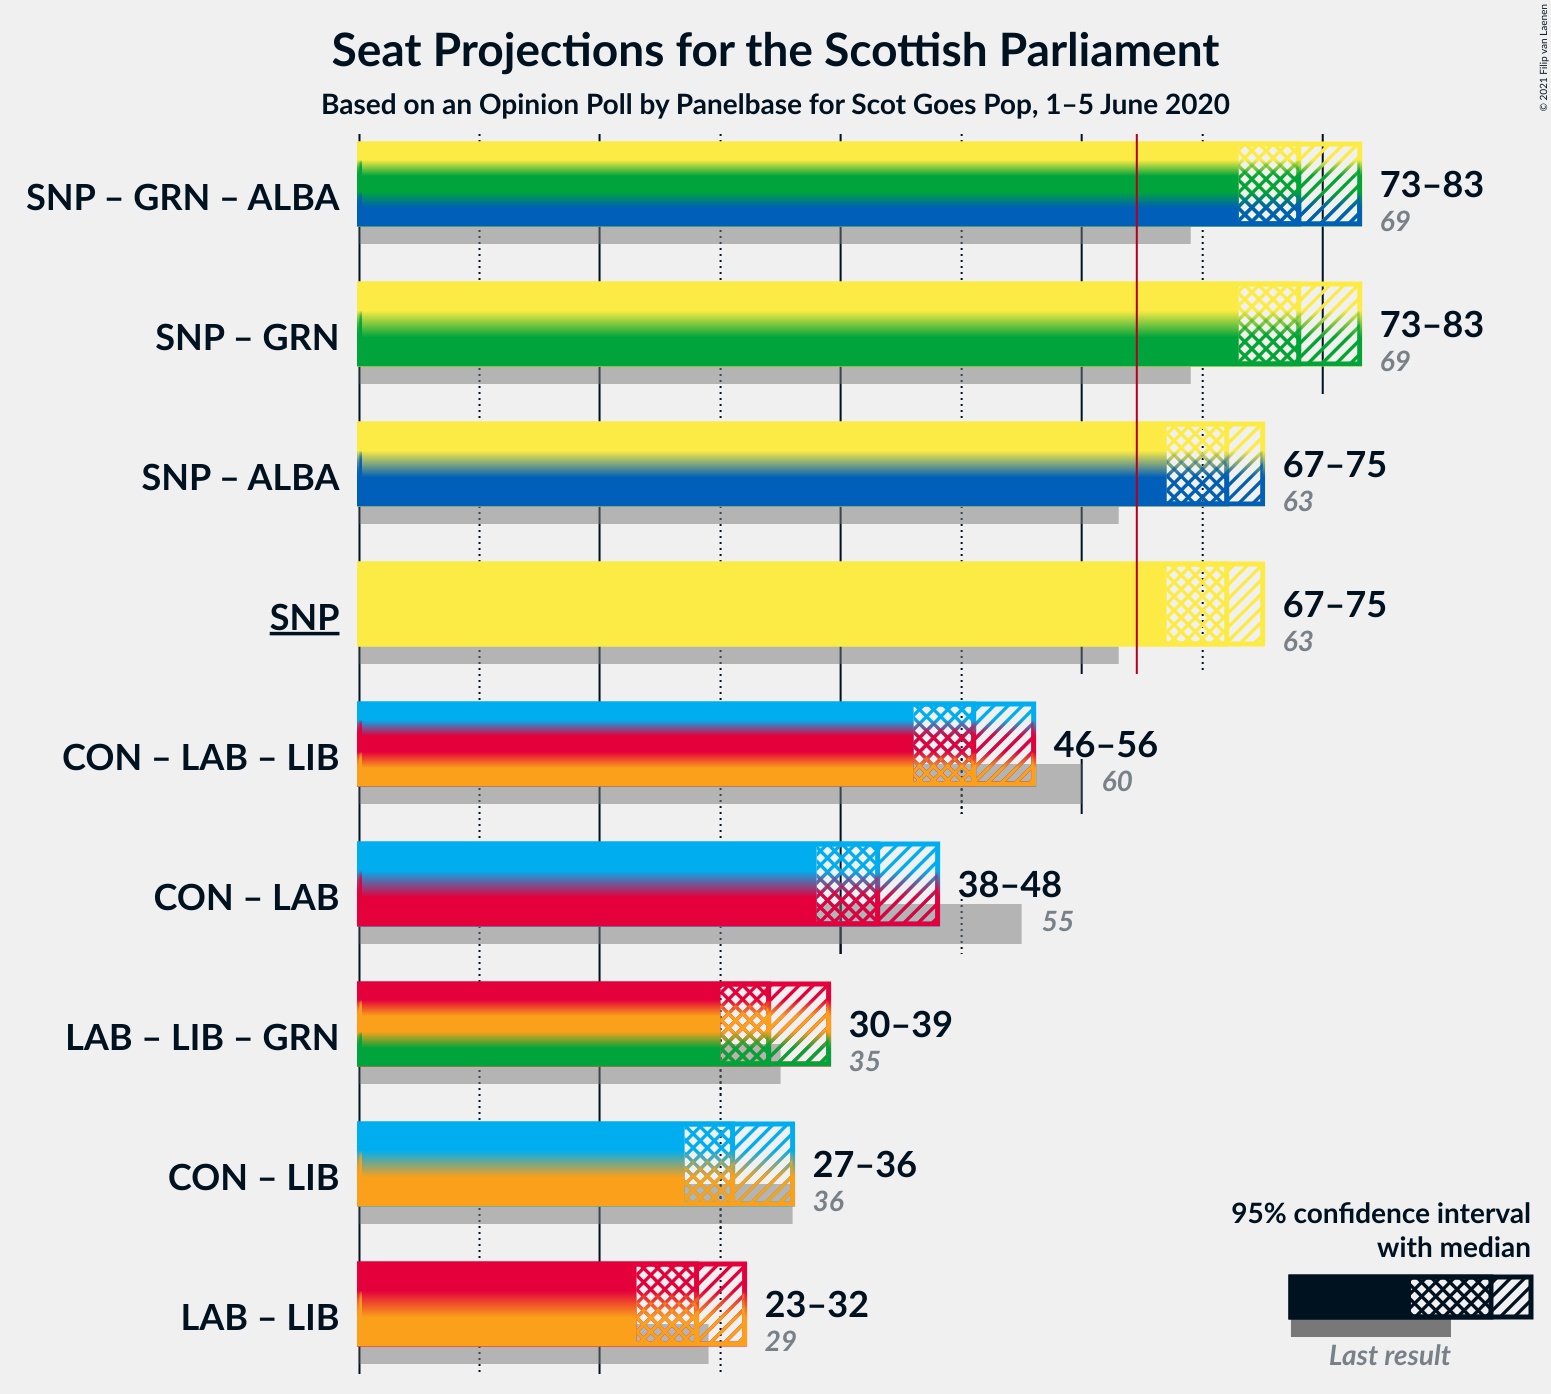 Seat Projections for the Scottish Parliament
Based on an Opinion Poll by Panelbase for Scot Goes Pop, 1–5 June 2020
© 2021 Filip van Laenen
SNP – GRN – ALBA
73–83
69
SNP – GRN
73–83
69
SNP – ALBA
67–75
63
SNP
67–75
63
CON – LAB – LIB
46–56
60
CON – LAB
38–48
55
LAB – LIB – GRN
30–39
35
CON – LIB
27–36
36
LAB – LIB
23–32
29
95% confidence interval
with median
Last result